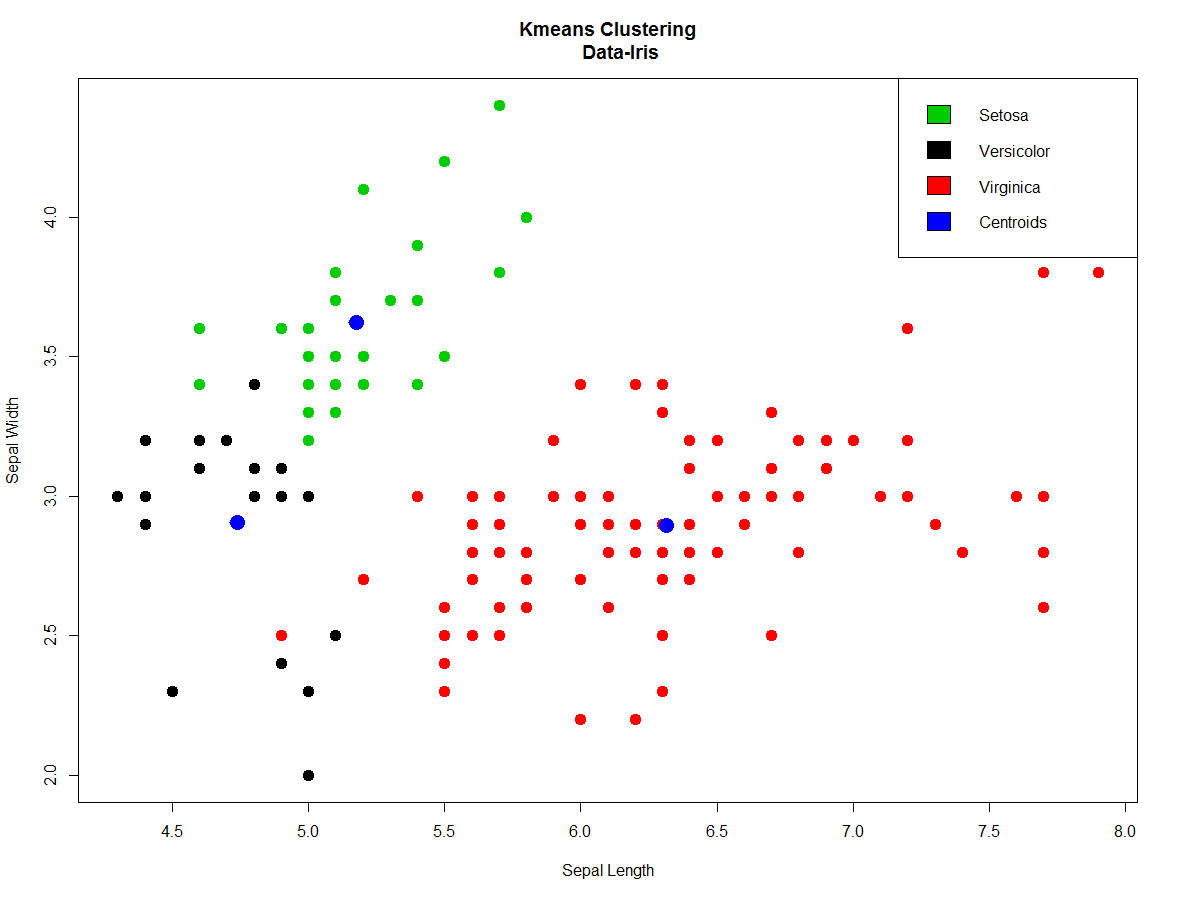 Kmeans Clustering
Data-Iris
Setosa
Versicolor
Virginica
Centroids
Sepal Width
4.0
3.5
3.0
2.5
2.0
4.5 5.0 5.5 6.0 6.5 7.0 7.5 8.0
Sepal Length